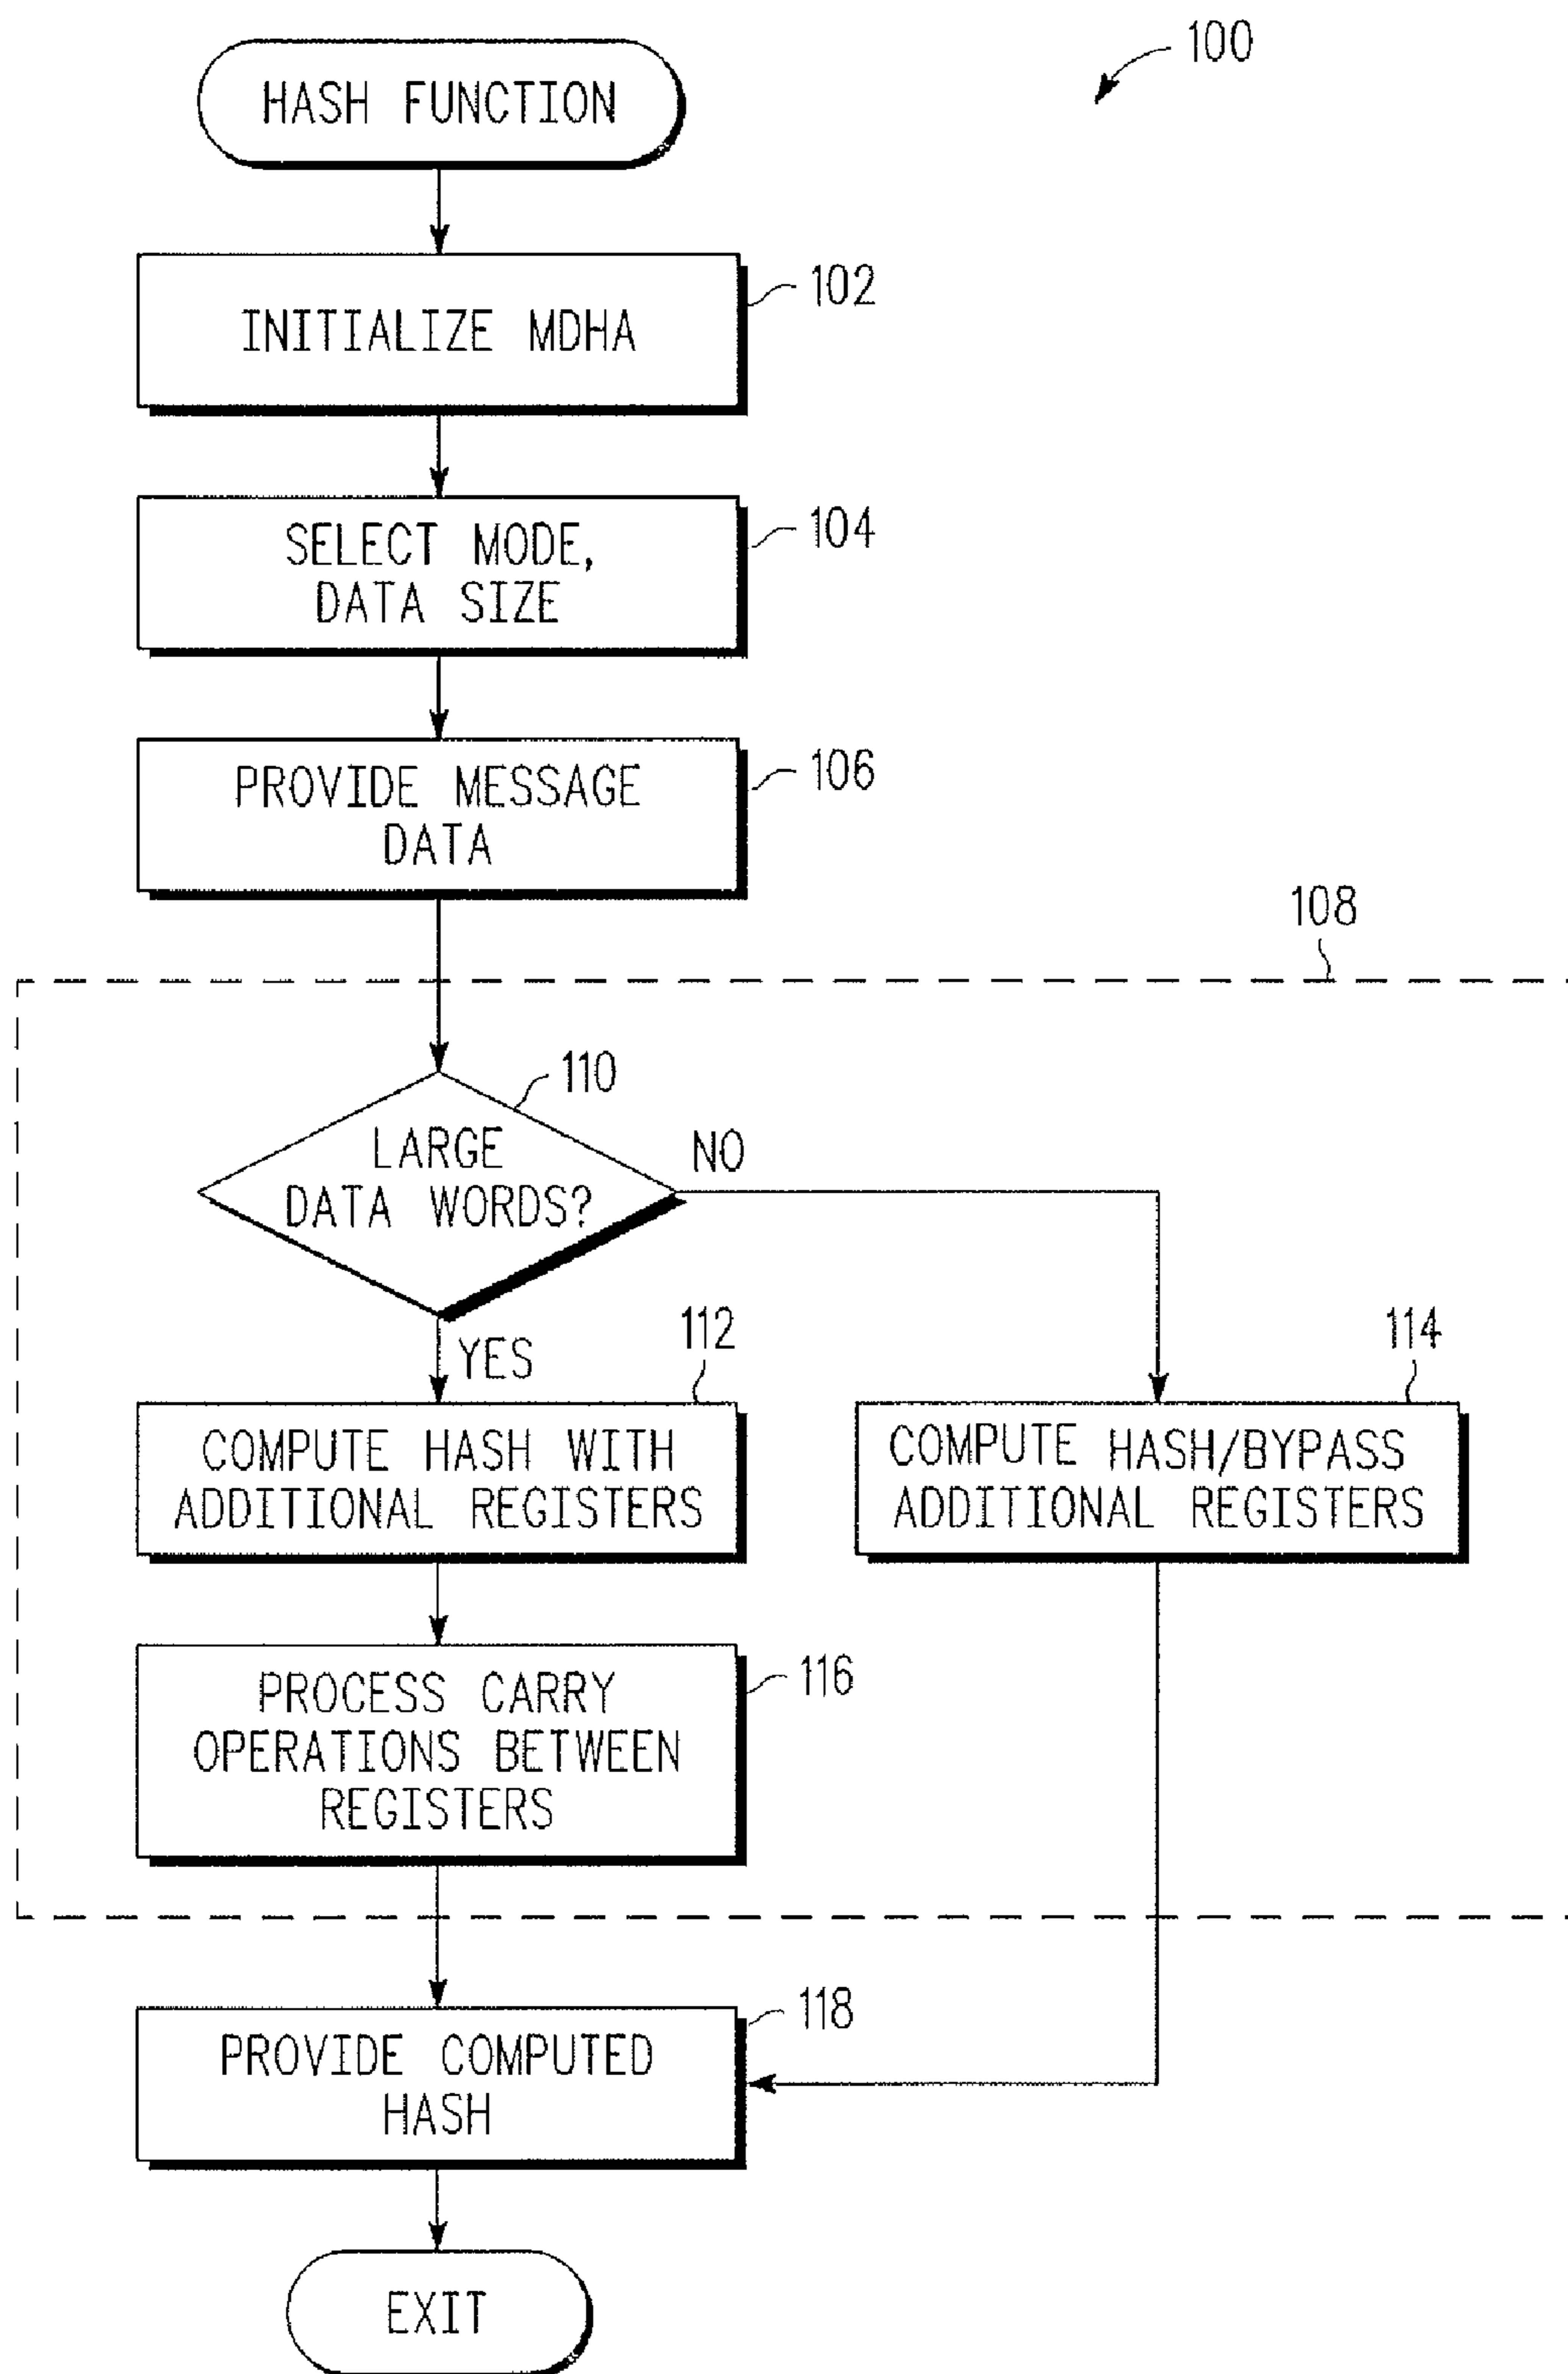 100
HASH FUNCTION
INITIALIZE MDHA
102
SELECT MODE,
DATA SIZE
104
PROVIDE MESSAGE
DATA
106
108
110
LARGE
DATA WORDS?
NO
YES
112
COMPUTE HASH WITH
ADDITIONAL REGISTERS
114
COMPUTE HASH/BYPASS
ADDITIONAL REGISTERS
PROCESS CARRY
OPERATIONS BETWEEN
REGISTERS
116
PROVIDE COMPUTED
HASH
118
EXIT